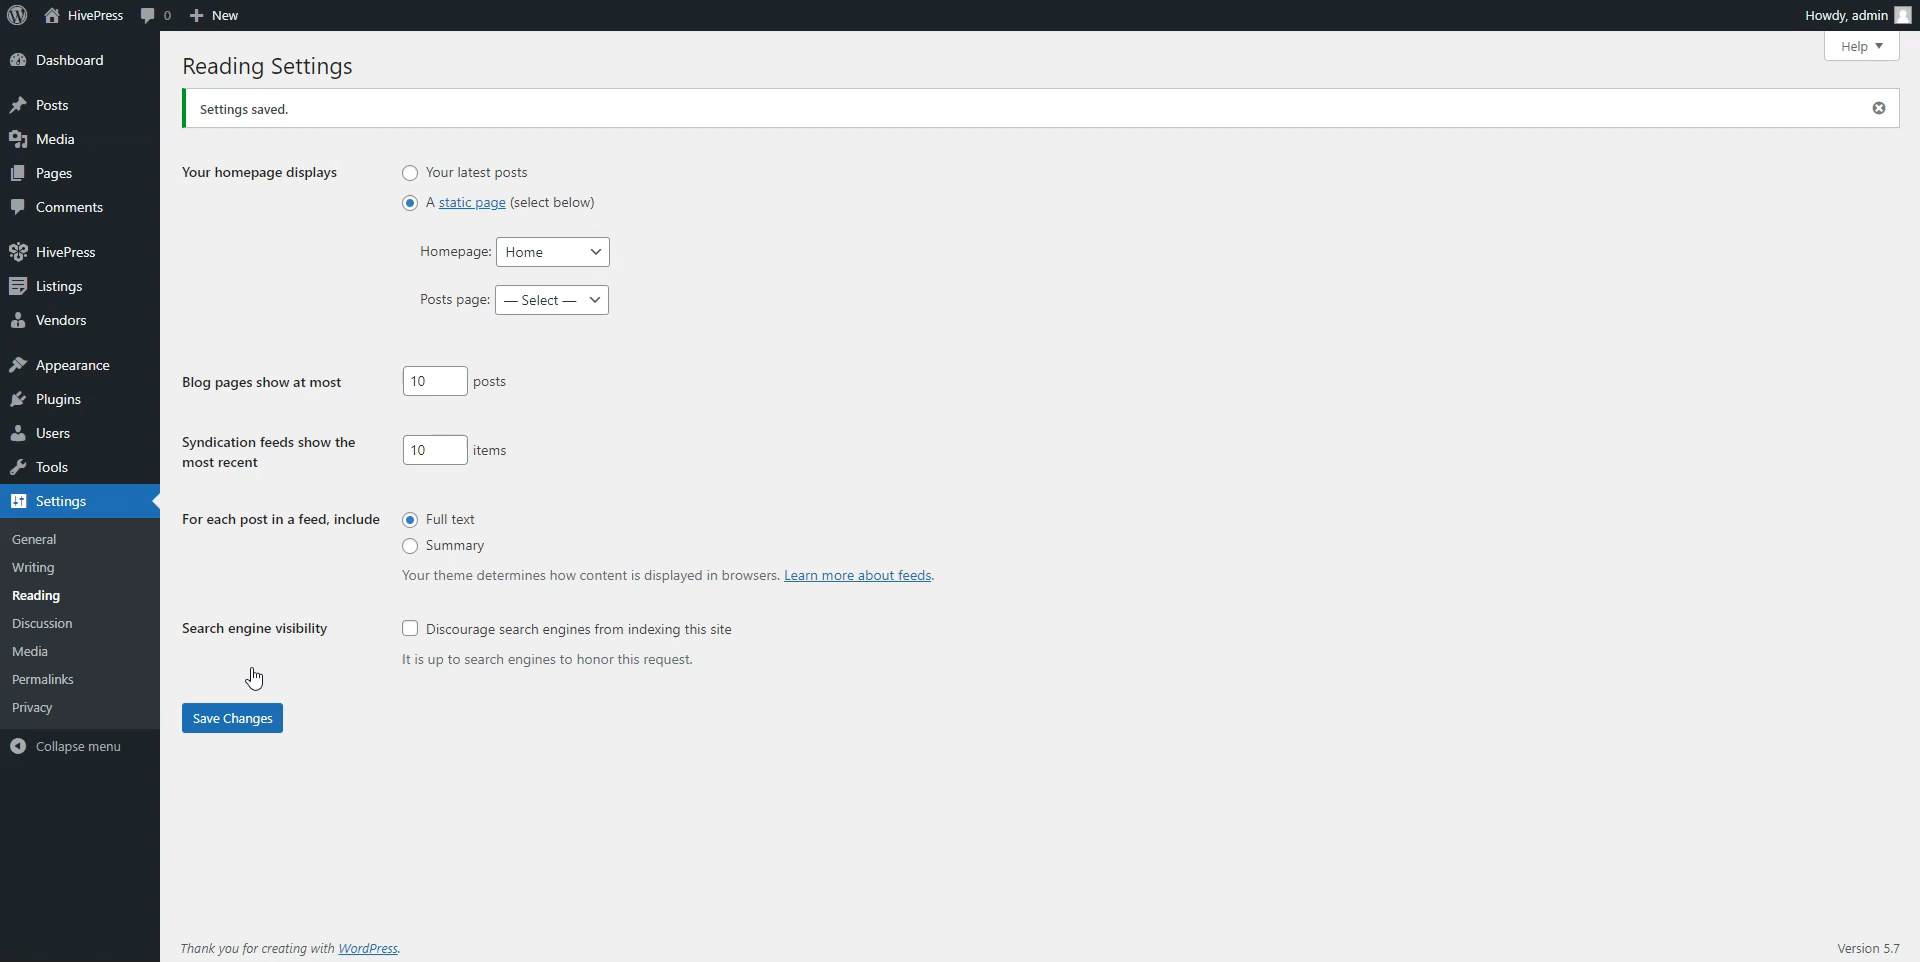 HivePress 0 New Howdy, admin
Help
Dashboard
Posts
Media
Pages
Comments
HivePress
Listings
Vendors
Appearance
Plugins
Users
Tools
Settings
General
Writing
Reading
Discussion
Media
Permalinks
Privacy
Collapse menu
Reading Settings
Settings saved.
Your homepage displays
Your latest posts
A static page (select below)
Homepage: Home
Posts page: — Select —
Blog pages show at most 10 posts
Syndication feeds show the
most recent
10 items
For each post in a feed, include
Full text
Summary
Your theme determines how content is displayed in browsers. Learn more about feeds.
Search engine visibility
Discourage search engines from indexing this site
It is up to search engines to honor this request.
Save Changes
Thank you for creating with WordPress.
Version 5.7